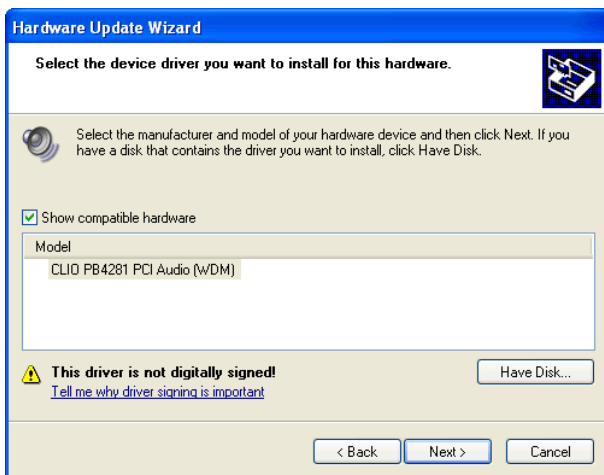 Hardware Update Wizard
Select the device driver you want to install for this hardware.
Select the manufacturer and model of your hardware device and then click Next. If you
have a disk that contains the driver you want to install, click Have Disk.
Show compatible hardware
Model
CLIO PB4281 PCI Audio (WDM)
This driver is not digitally signed!
Tell me why driver signing is important
Have Disk...
< Back
Next >
Cancel